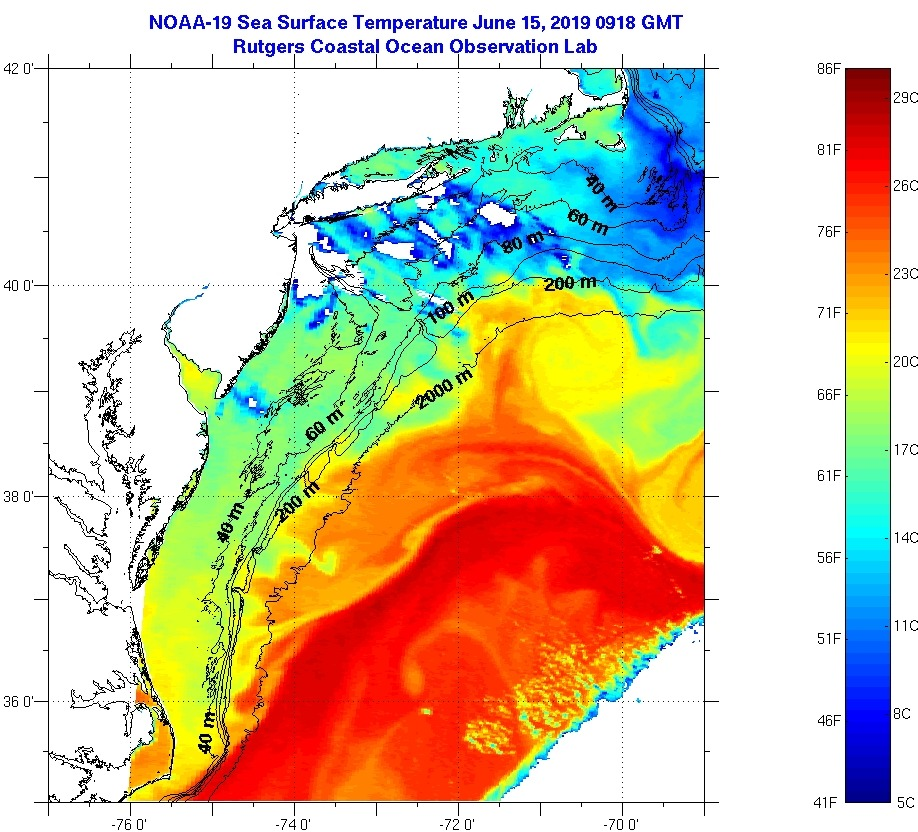 NOAA-19 Sea Surface Temperature June 15, 2019 0918 GMT
Rutgers Coastal Ocean Observation Lab
42 0'
40 0'
38 0'
36 0'
-76 0'
-74 0'
-72 0'
-70 0'
40 m
60 m
80 m
200 m
100 m
2000 m
60 m
200 m
40 m
40 m
86F
81F
76F
71F
66F
61F
56F
51F
46F
41F
29C
26C
23C
20C
17C
14C
11C
8C
5C